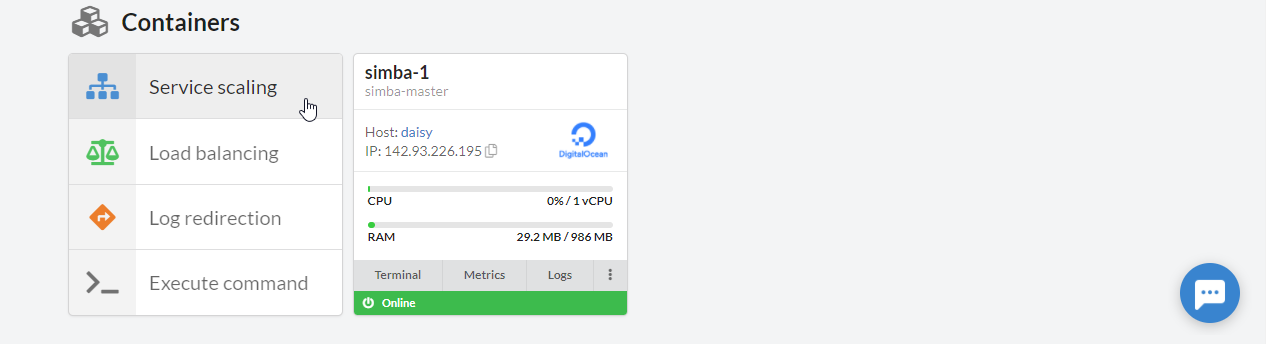 Containers
Service scaling
Load balancing
Log redirection
Execute command
simba-1
simba-master
Host: daisy
IP: 142.93.226.195
DigitalOcean
CPU 0% / 1 vCPU
RAM 29.2 MB / 986 MB
Terminal Metrics Logs
Online